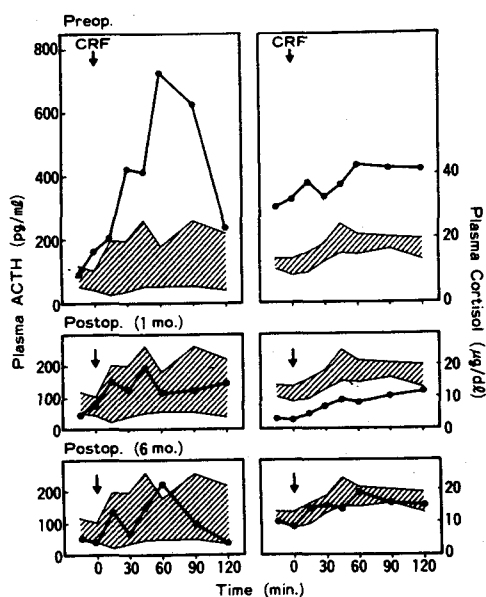 Preop.
CRF
CRF
800
600
400
200
0
40
20
0
Plasma ACTH (pg/mℓ)
Plasma Cortisol (μg/dℓ)
Postop. (1 mo.)
200
100
0
20
10
0
Postop. (6 mo.)
200
100
0
20
10
0
0 30 60 90 120
0 30 60 90 120
Time (min.)